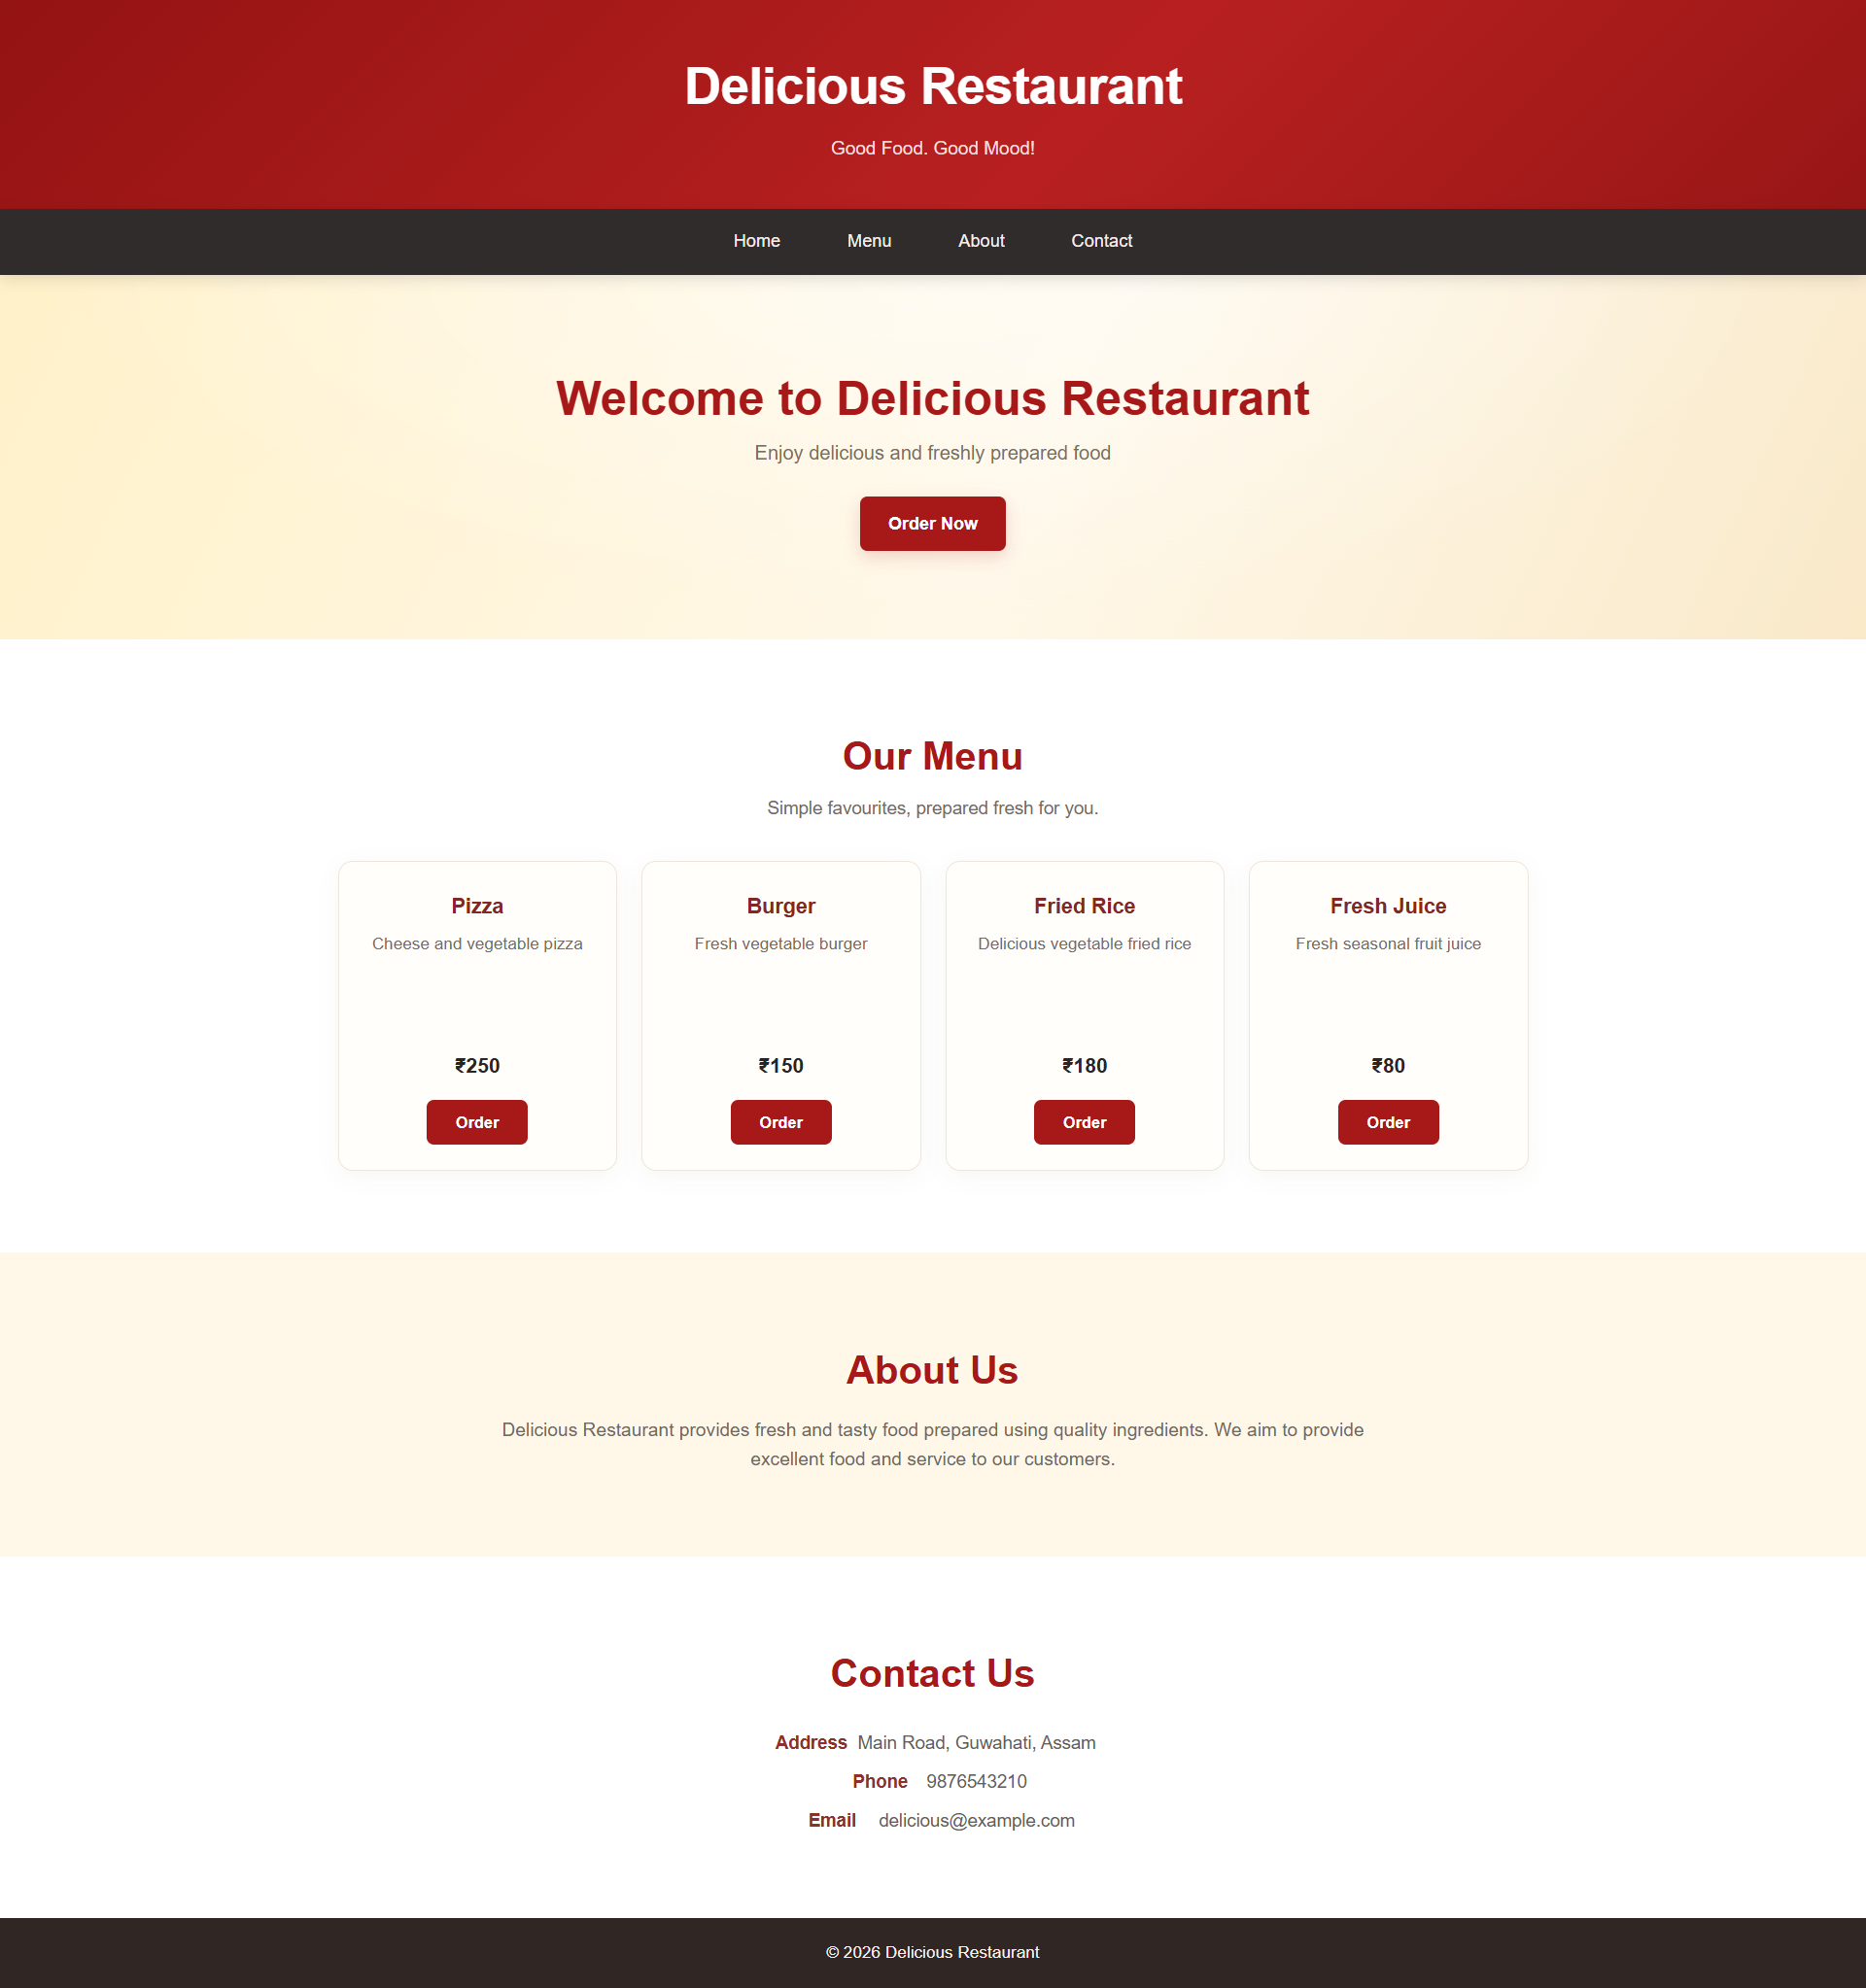 Delicious Restaurant
Good Food. Good Mood!
Home Menu About Contact
Welcome to Delicious Restaurant
Enjoy delicious and freshly prepared food
Order Now
Our Menu
Simple favourites, prepared fresh for you.
Pizza
Cheese and vegetable pizza
₹250
Order
Burger
Fresh vegetable burger
₹150
Order
Fried Rice
Delicious vegetable fried rice
₹180
Order
Fresh Juice
Fresh seasonal fruit juice
₹80
Order
About Us
Delicious Restaurant provides fresh and tasty food prepared using quality ingredients. We aim to provide
excellent food and service to our customers.
Contact Us
Address Main Road, Guwahati, Assam
Phone 9876543210
Email delicious@example.com
© 2026 Delicious Restaurant